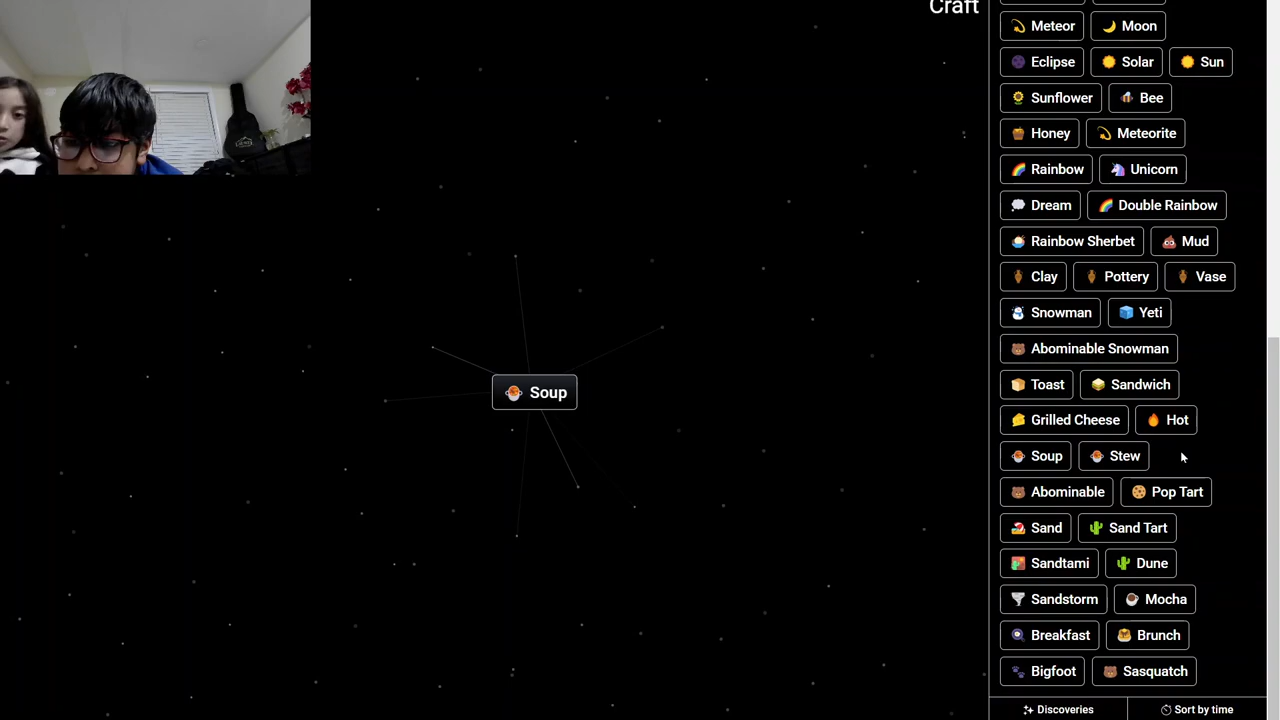 Craft
Meteor Moon
Eclipse Solar Sun
Sunflower Bee
Honey Meteorite
Rainbow Unicorn
Dream Double Rainbow
Rainbow Sherbet Mud
Clay Pottery Vase
Snowman Yeti
Abominable Snowman
Toast Sandwich
Soup
Grilled Cheese Hot
Soup Stew
Abominable Pop Tart
Sand Sand Tart
Sandtami Dune
Sandstorm Mocha
Breakfast Brunch
Bigfoot Sasquatch
Discoveries Sort by time